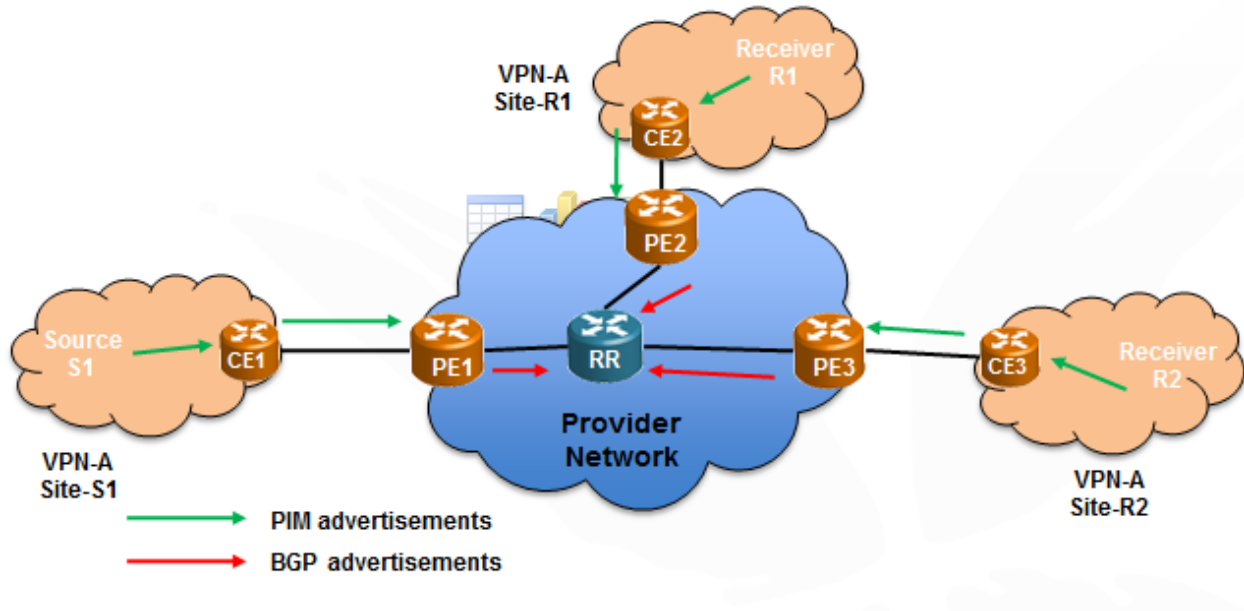 VPN-A
Site-R1
Receiver
R1
CE2
PE2
Source
S1
CE1
PE1
RR
PE3
CE3
Receiver
R2
Provider
Network
VPN-A
Site-S1
VPN-A
Site-R2
PIM advertisements
BGP advertisements